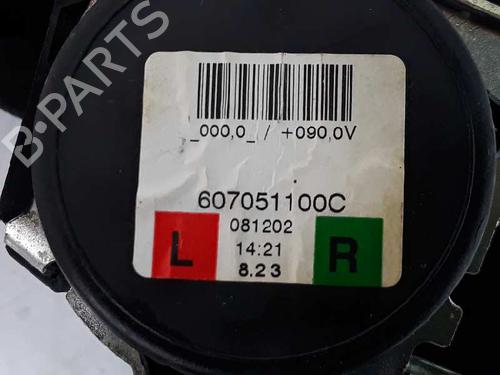 B-PARTS
_000,0_ / +090,0V
607051100C
081202
L 14:21 R
8.23